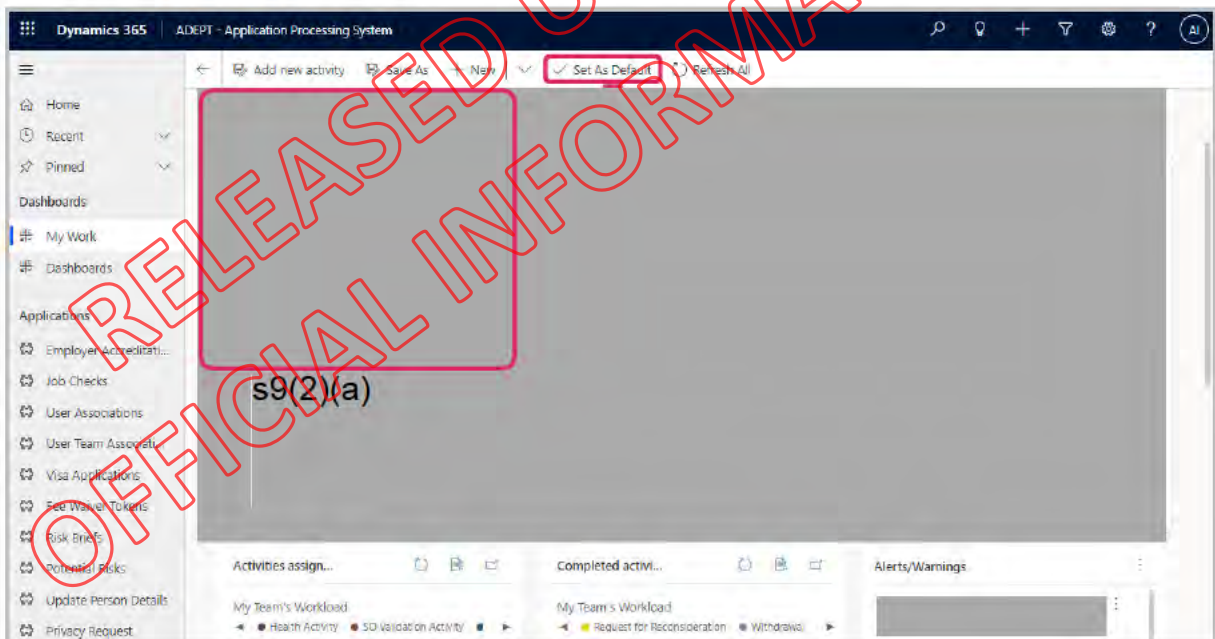 Dynamics 365 ADEPT - Application Processing System ? AI
Add new activity Save As + New Set As Default Refresh All
Home
Recent
Pinned
Dashboards
My Work
Dashboards
Applications
Employer Accreditati...
Job Checks
User Associations
User Team Associati...
Visa Applications
Fee Waiver Tokens
Risk Briefs
Potential Risks
Update Person Details
Privacy Request
s9(2)(a)
Activities assign... Completed activi... Alerts/Warnings
My Team's Workload My Team's Workload
Health Activity SO Validation Activity Request for Reconsideration Withdrawal
RELEASED
OFFICIAL INFORMA